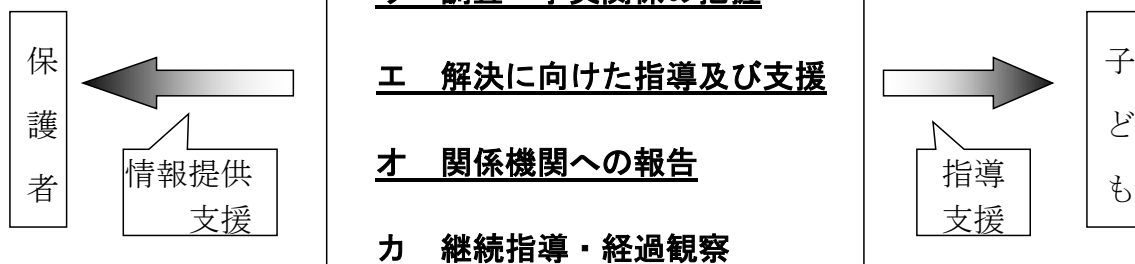 保護者
情報提供
支援
エ 解決に向けた指導及び支援
オ 関係機関への報告
カ 継続指導・経過観察
指導
支援
子ども